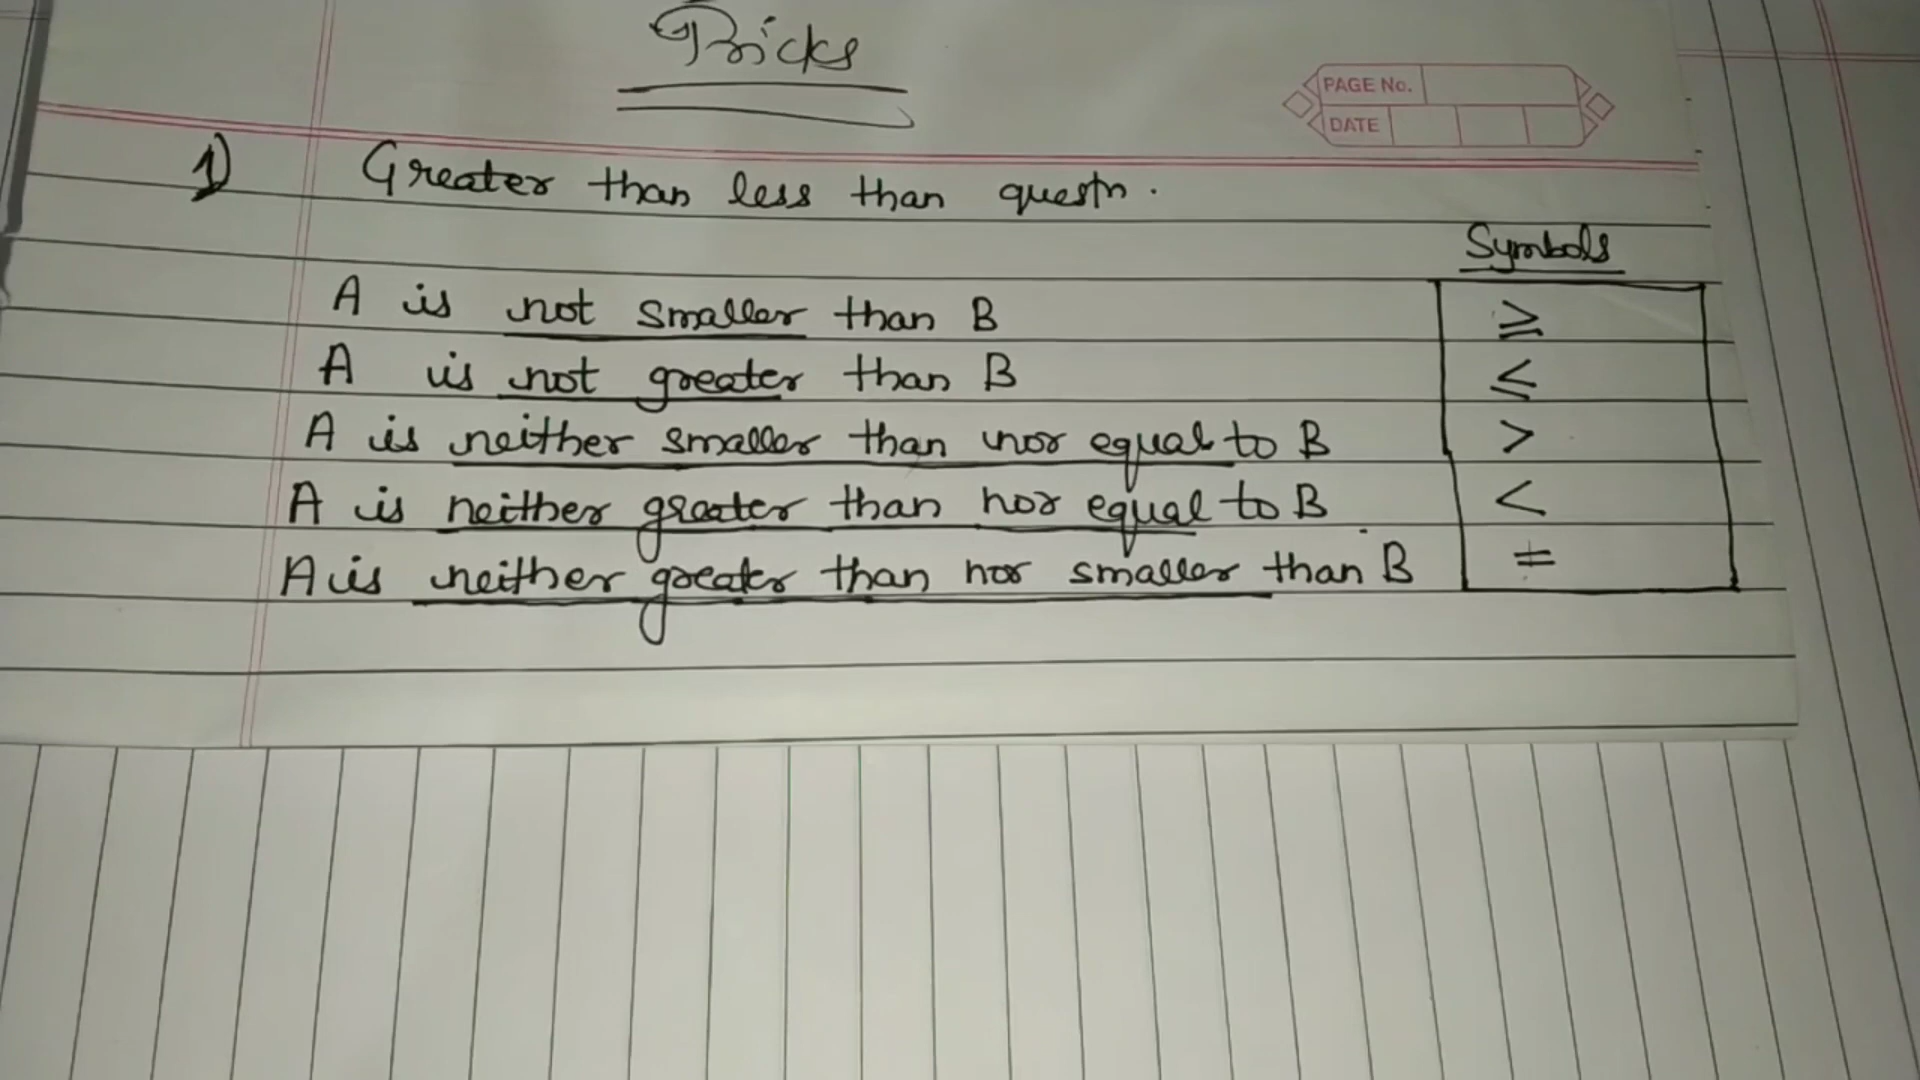 Tricks
PAGE No.
DATE
1) Greater than less than questn.
Symbols
A is not smaller than B ≥
A is not greater than B ≤
A is neither smaller than nor equal to B >
A is neither greater than nor equal to B <
A is neither greater than nor smaller than B =